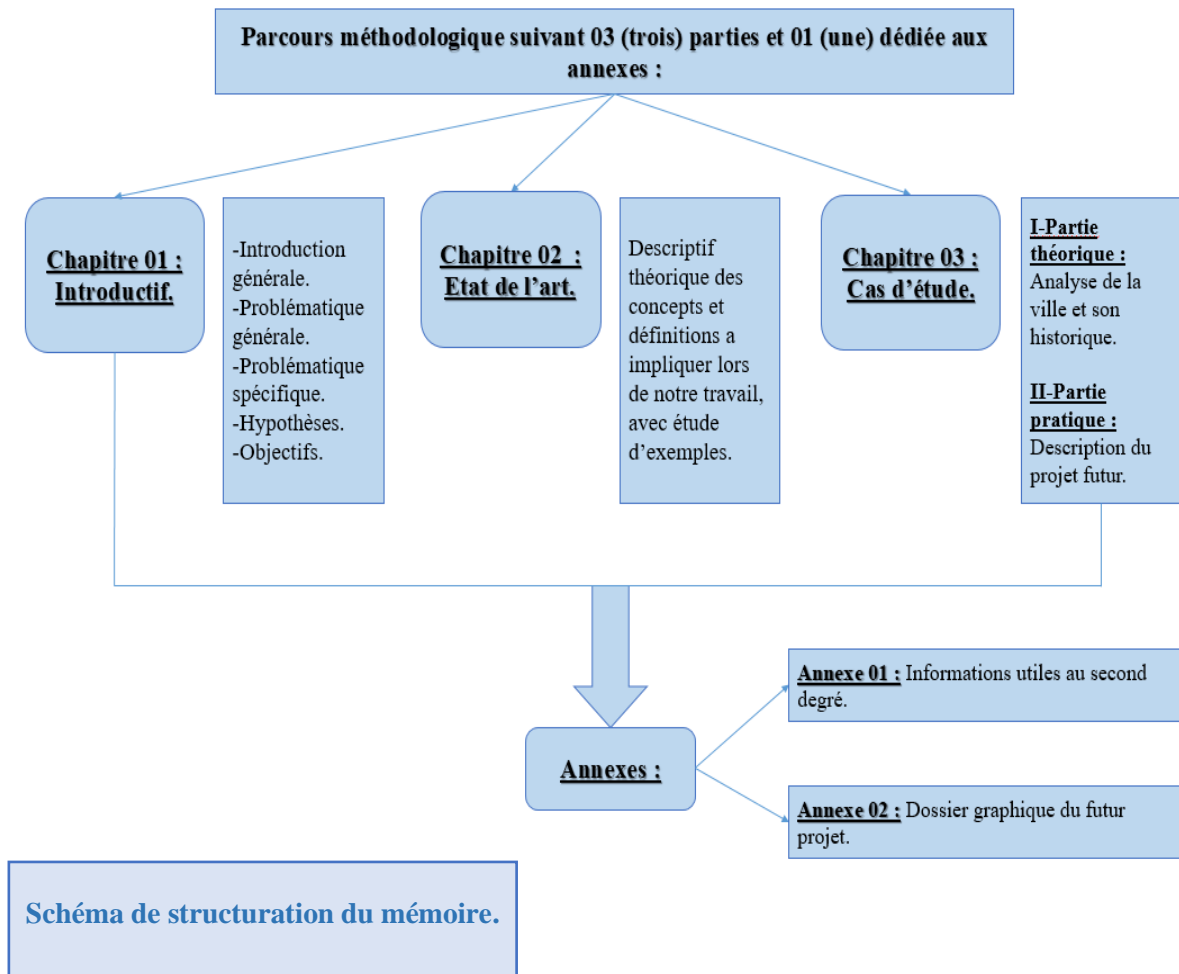 Parcours méthodologique suivant 03 (trois) parties et 01 (une) dédiée aux
annexes :
Chapitre 01 :
Introductif.
-Introduction
générale.
-Problématique
générale.
-Problématique
spécifique.
-Hypothèses.
-Objectifs.
Chapitre 02 :
Etat de l’art.
Descriptif
théorique des
concepts et
définitions a
impliquer lors
de notre travail,
avec étude
d’exemples.
Chapitre 03 :
Cas d’étude.
I-Partie
théorique :
Analyse de la
ville et son
historique.
II-Partie
pratique :
Description du
projet futur.
Annexes :
Annexe 01 : Informations utiles au second
degré.
Annexe 02 : Dossier graphique du futur
projet.
Schéma de structuration du mémoire.